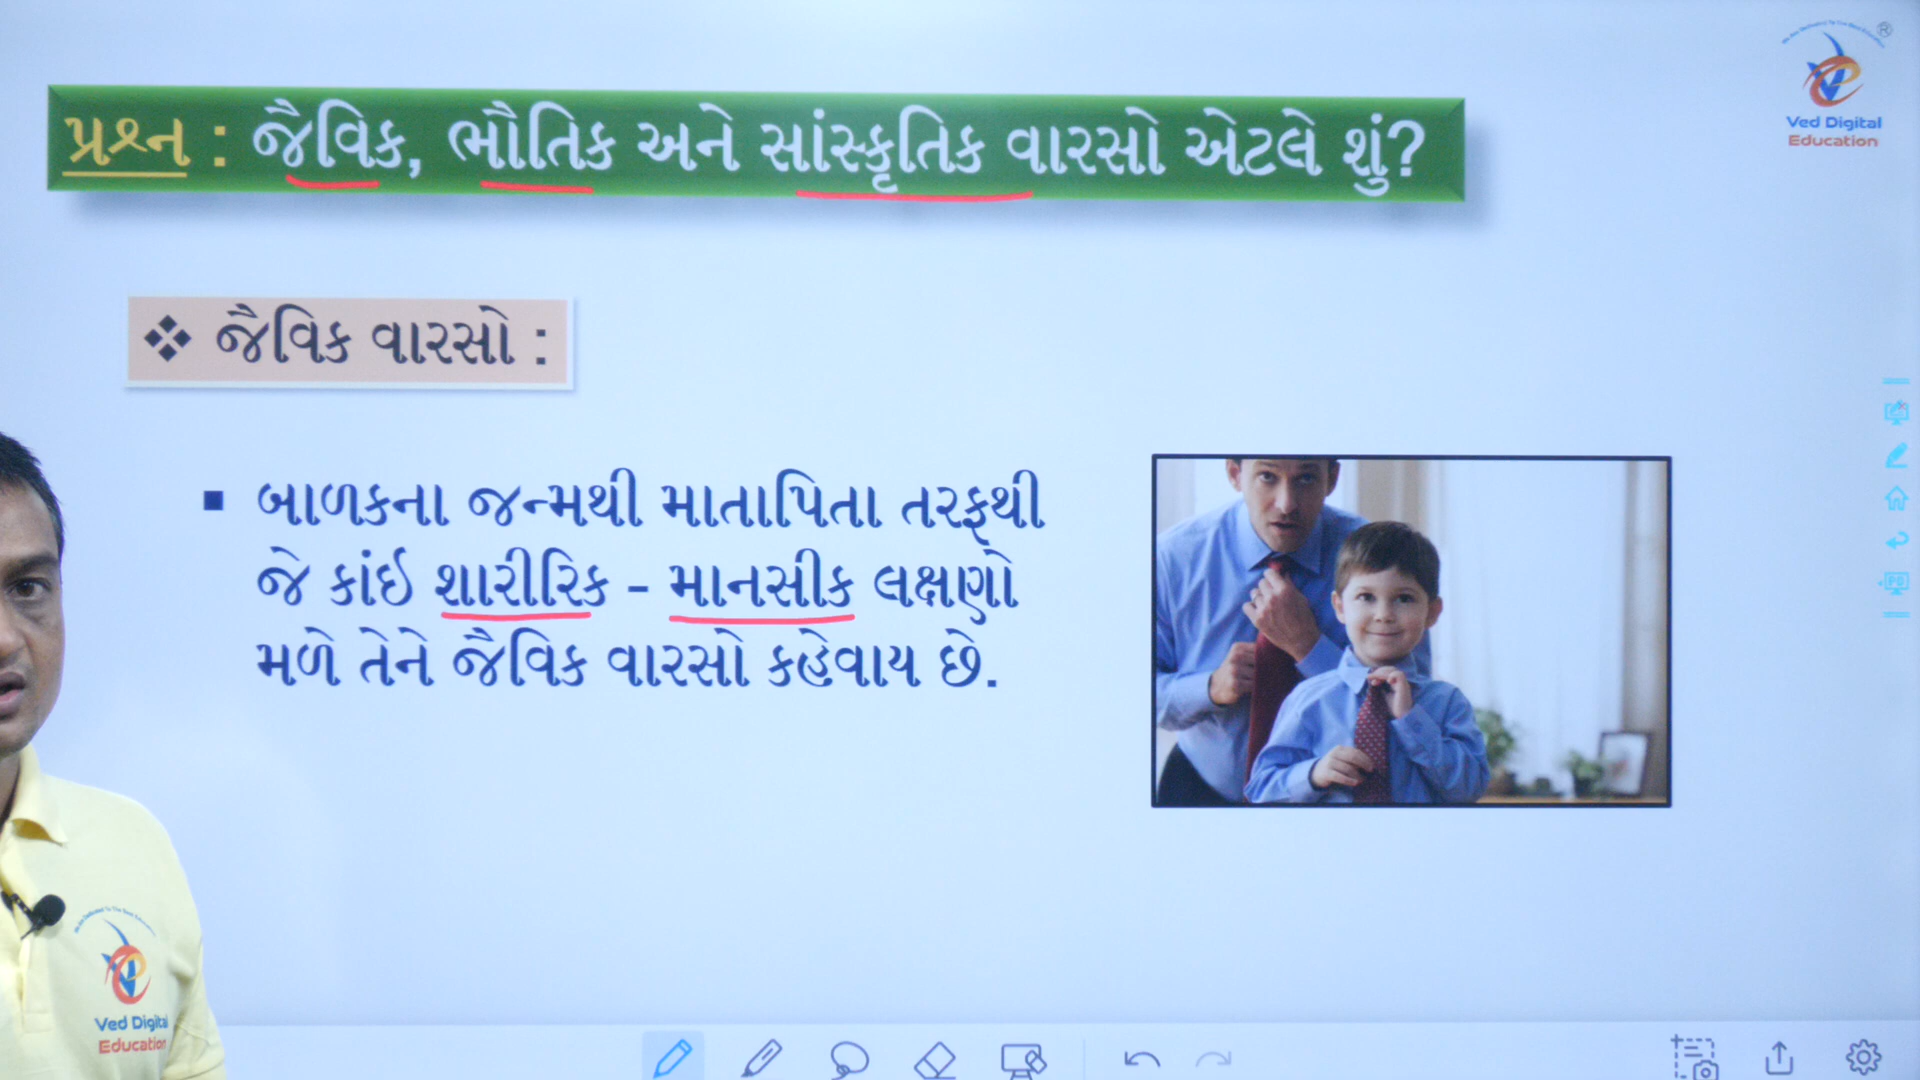 પ્રશ્ન : જૈવિક, ભૌતિક અને સાંસ્કૃતિક વારસો એટલે શું?
Ved Digital
Education
❖ જૈવિક વારસો :
▪ બાળકના જન્મથી માતાપિતા તરફથી
જે કાંઇ શારીરિક - માનસીક લક્ષણો
મળે તેને જૈવિક વારસો કહેવાય છે.
Ved Digital
Education